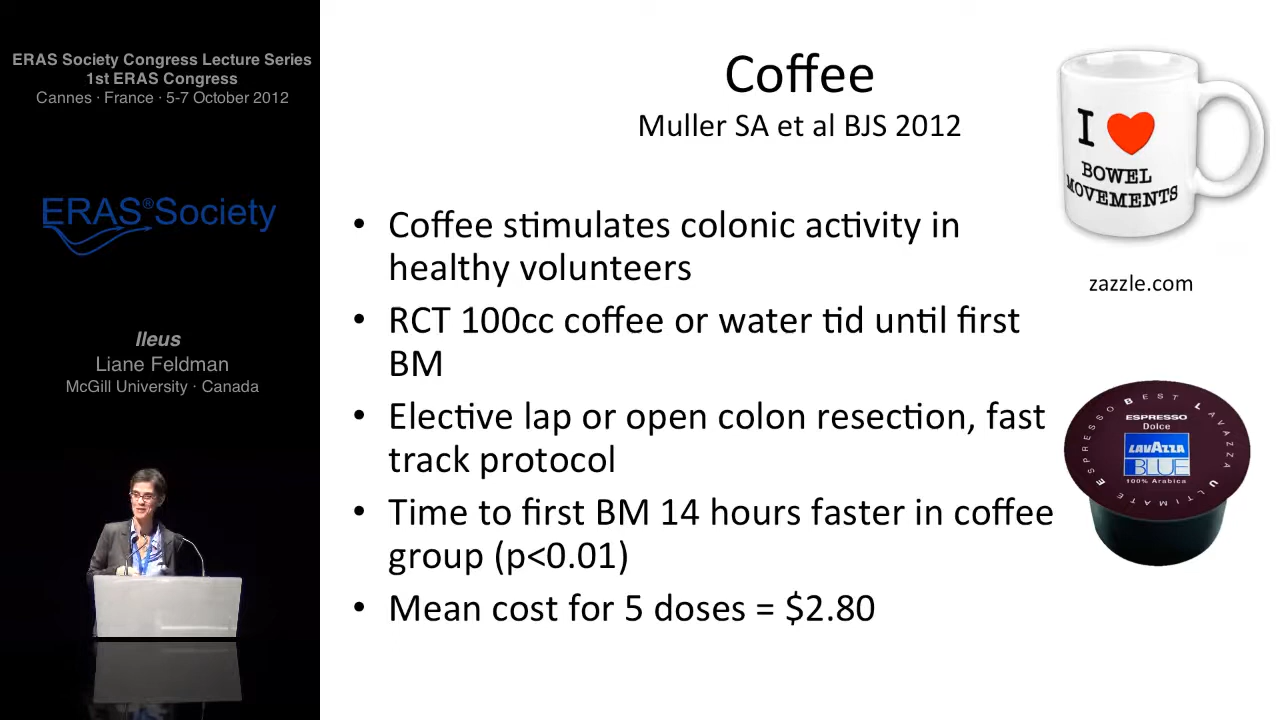 ERAS Society Congress Lecture Series
1st ERAS Congress
Cannes · France · 5-7 October 2012
ERAS®Society
Ileus
Liane Feldman
McGill University · Canada
Coffee
Muller SA et al BJS 2012
I ❤
BOWEL
MOVEMENTS
zazzle.com
• Coffee stimulates colonic activity in
healthy volunteers
• RCT 100cc coffee or water tid until first
BM
• Elective lap or open colon resection, fast
track protocol
• Time to first BM 14 hours faster in coffee
group (p<0.01)
• Mean cost for 5 doses = $2.80
ESPRESSO BEST LAVAZZA ULTIMATE
ESPRESSO
Dolce
LAVAZZA
BLUE
100% Arabica